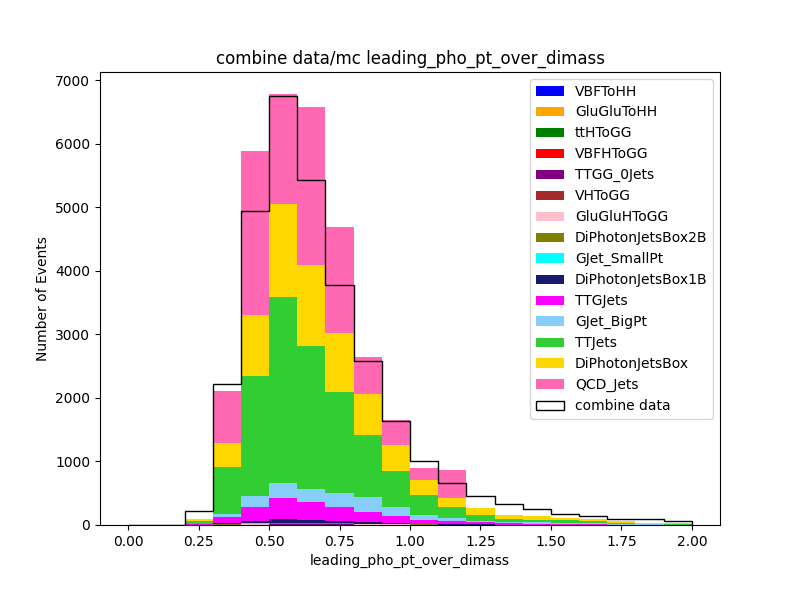 combine data/mc leading_pho_pt_over_dimass
Number of Events
7000
6000
5000
4000
3000
2000
1000
0
VBFToHH
GluGluToHH
ttHToGG
VBFHToGG
TTGG_0Jets
VHToGG
GluGluHToGG
DiPhotonJetsBox2B
GJet_SmallPt
DiPhotonJetsBox1B
TTGJets
GJet_BigPt
TTJets
DiPhotonJetsBox
QCD_Jets
combine data
0.00 0.25 0.50 0.75 1.00 1.25 1.50 1.75 2.00
leading_pho_pt_over_dimass